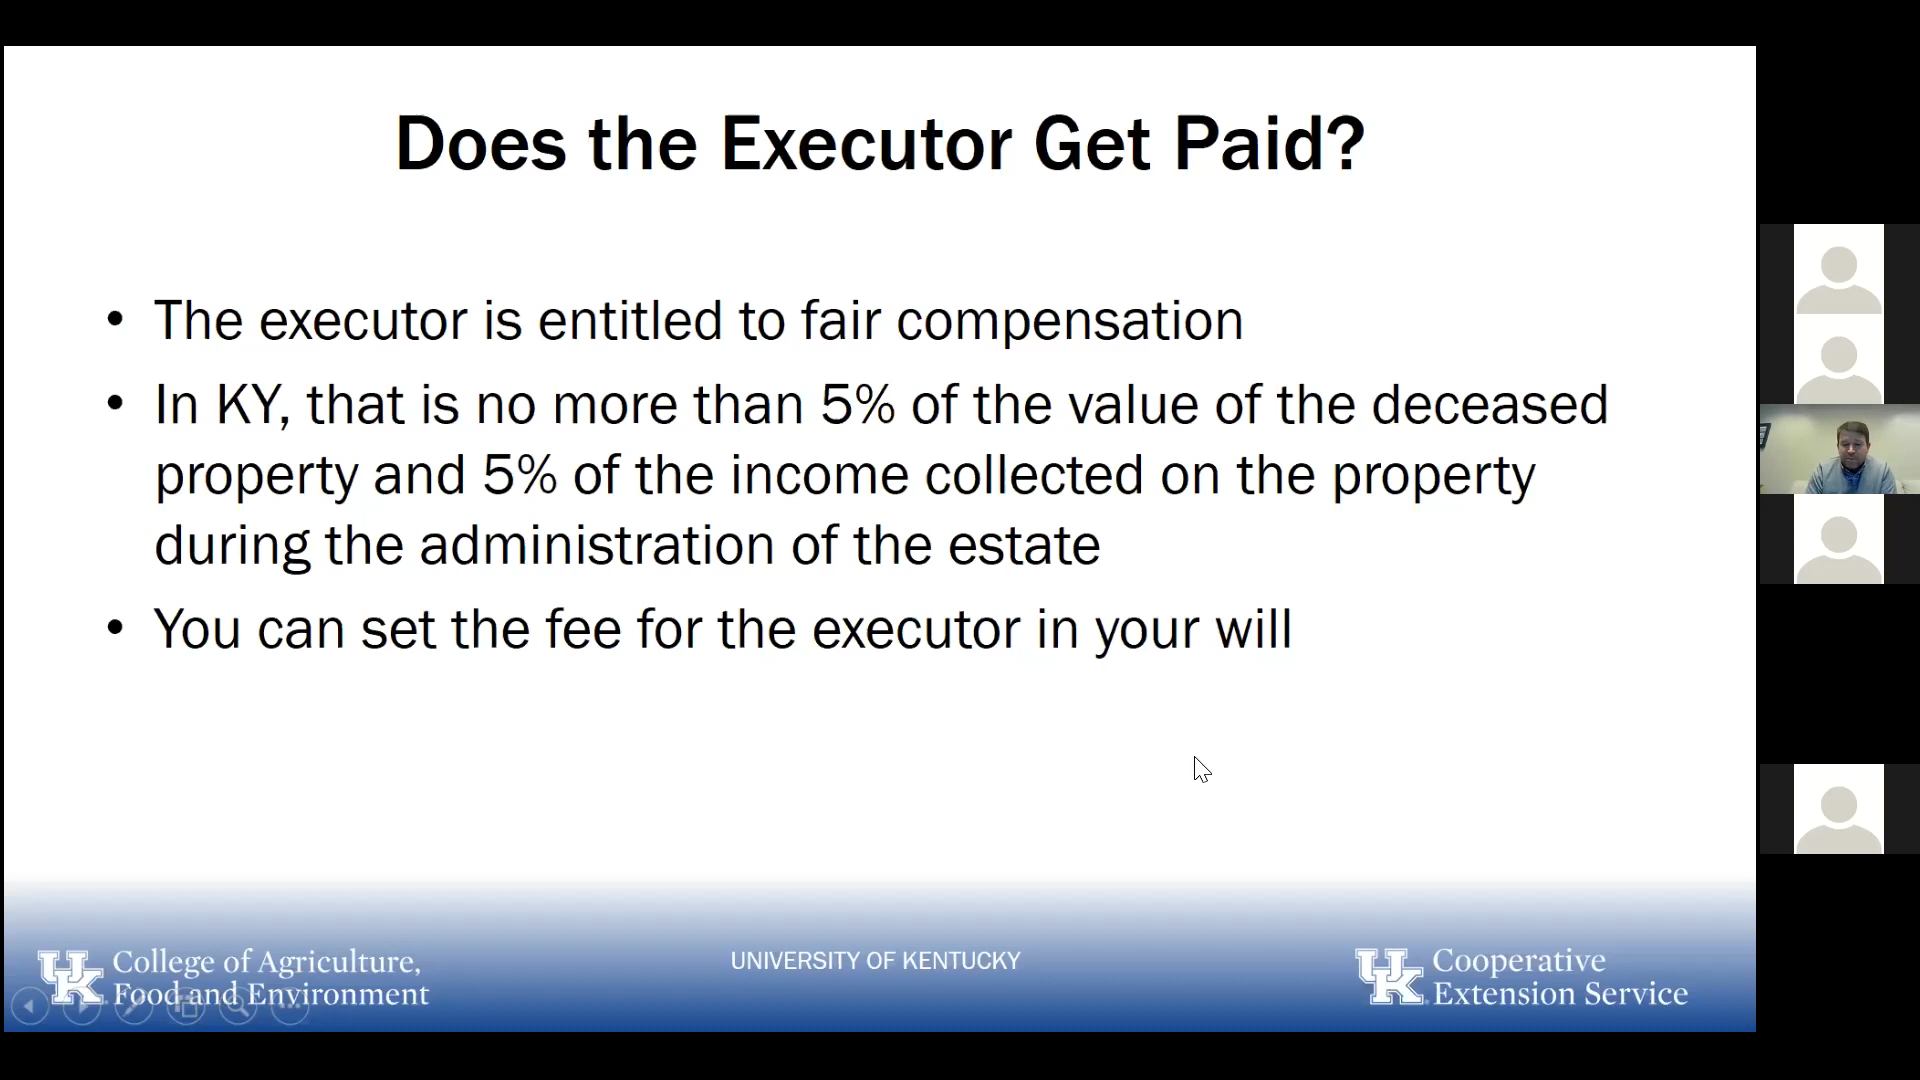 Does the Executor Get Paid?
• The executor is entitled to fair compensation
• In KY, that is no more than 5% of the value of the deceased
property and 5% of the income collected on the property
during the administration of the estate
• You can set the fee for the executor in your will
UK College of Agriculture,
Food and Environment
UNIVERSITY OF KENTUCKY
UK Cooperative
Extension Service